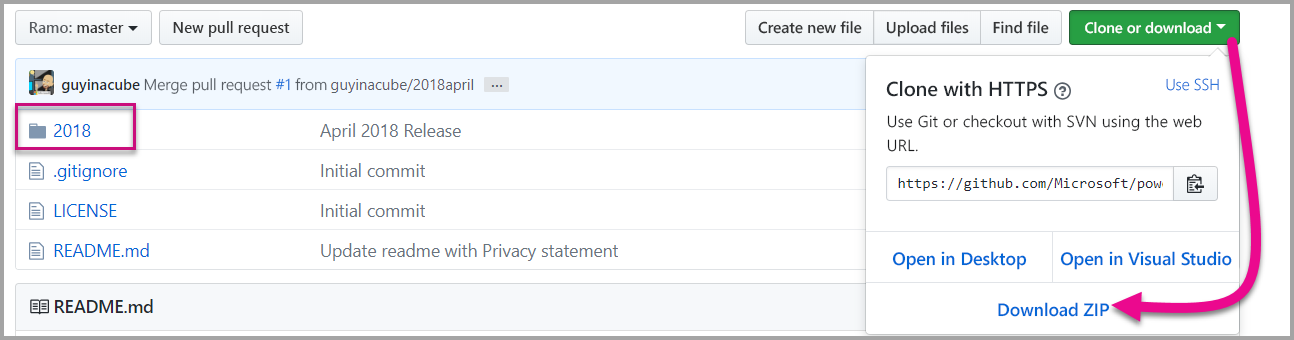 Ramo: master New pull request Create new file Upload files Find file Clone or download
guyinacube Merge pull request #1 from guyinacube/2018april ...
2018 April 2018 Release
.gitignore Initial commit
LICENSE Initial commit
README.md Update readme with Privacy statement
README.md
Clone with HTTPS ? Use SSH
Use Git or checkout with SVN using the web
URL.
https://github.com/Microsoft/pow
Open in Desktop Open in Visual Studio
Download ZIP